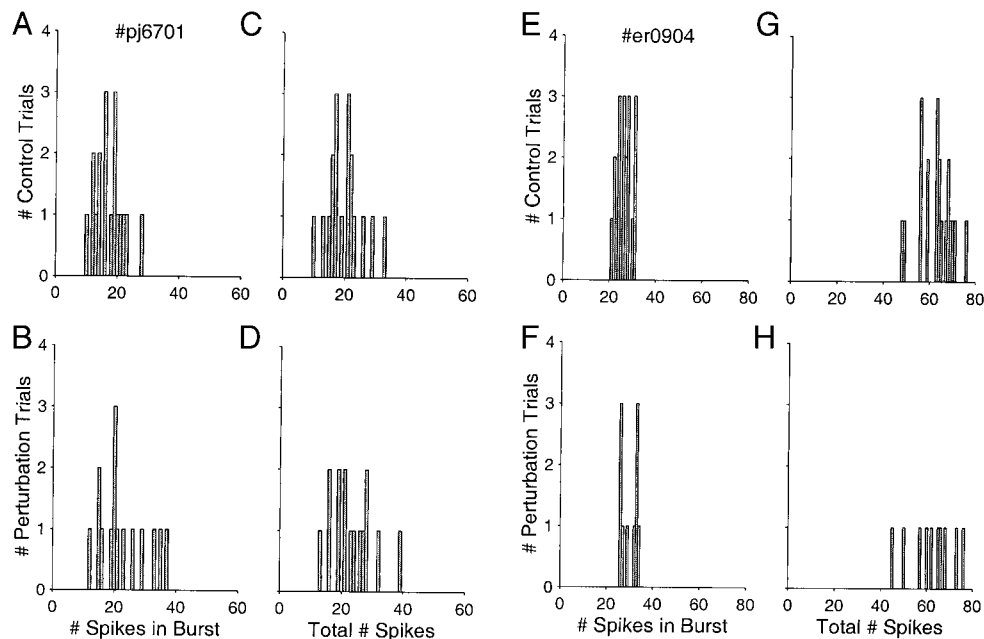 A
#pj6701
C
E
#er0904
G
# Control Trials
4
3
2
1
0
0 20 40 60
0 20 40 60
# Control Trials
4
3
2
1
0
0 20 40 60 80
0 20 40 60 80
B
D
F
H
# Perturbation Trials
4
3
2
1
0
0 20 40 60
# Spikes in Burst
0 20 40 60
Total # Spikes
# Perturbation Trials
4
3
2
1
0
0 20 40 60 80
# Spikes in Burst
0 20 40 60 80
Total # Spikes